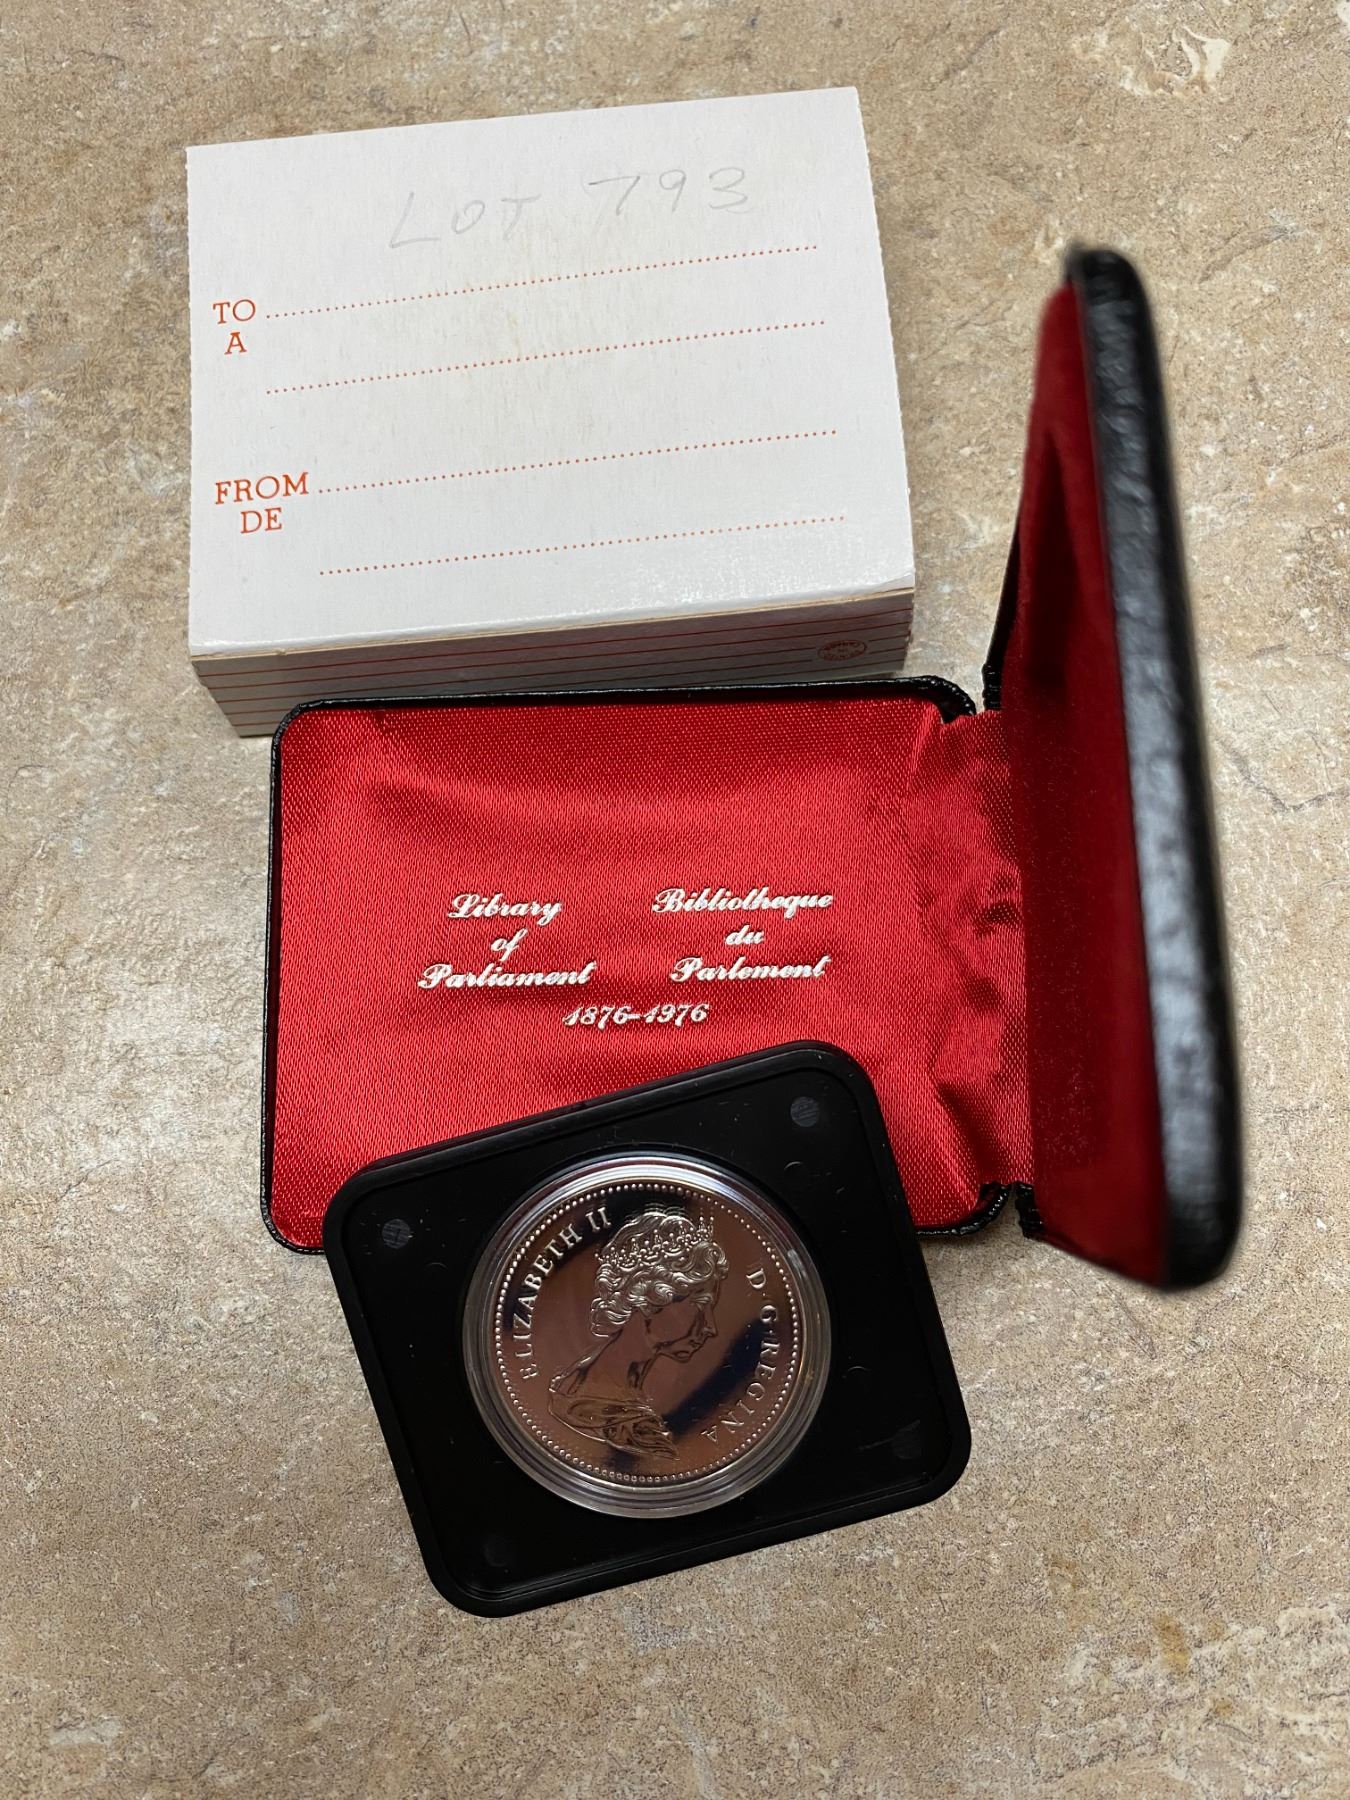 LOT 793
TO
A
FROM
DE
Library
of
Parliament
Bibliotheque
du
Parlement
1876-1976
ELIZABETH II
D·G·REGINA